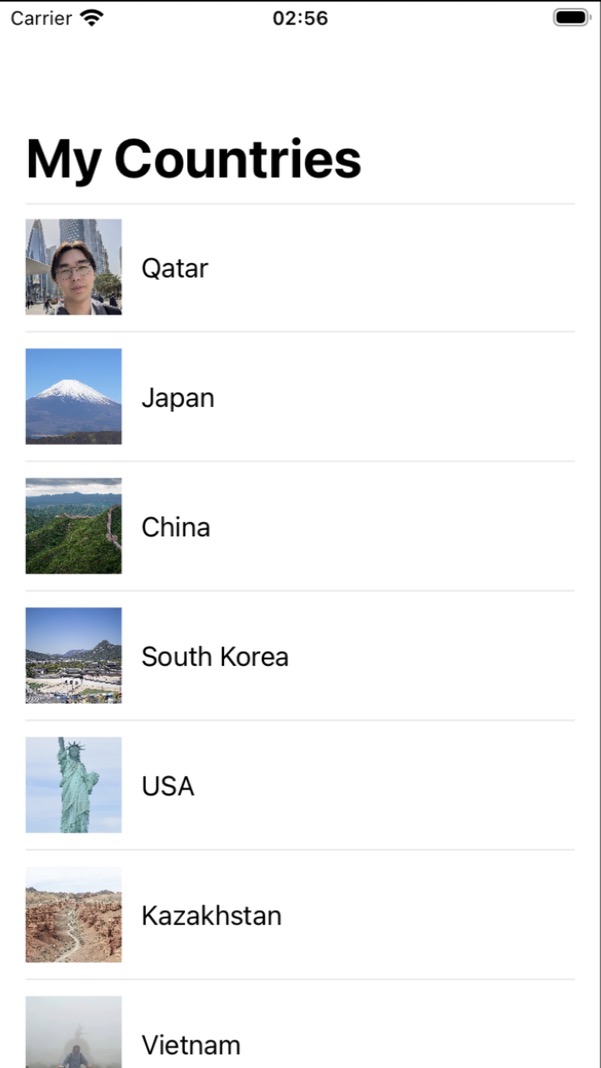 Carrier 02:56
My Countries
Qatar
Japan
China
South Korea
USA
Kazakhstan
Vietnam